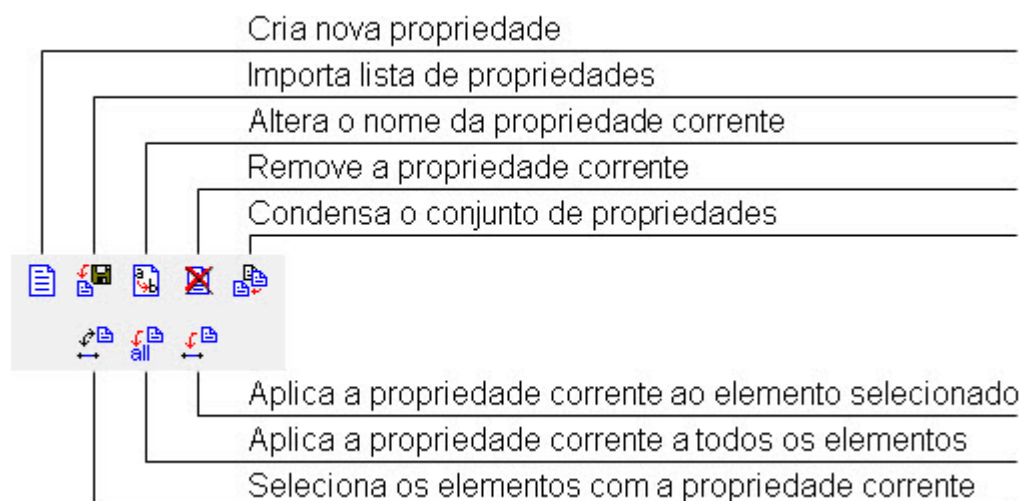 Cria nova propriedade
Importa lista de propriedades
Altera o nome da propriedade corrente
Remove a propriedade corrente
Condensa o conjunto de propriedades
a
b
all
Aplica a propriedade corrente ao elemento selecionado
Aplica a propriedade corrente a todos os elementos
Seleciona os elementos com a propriedade corrente